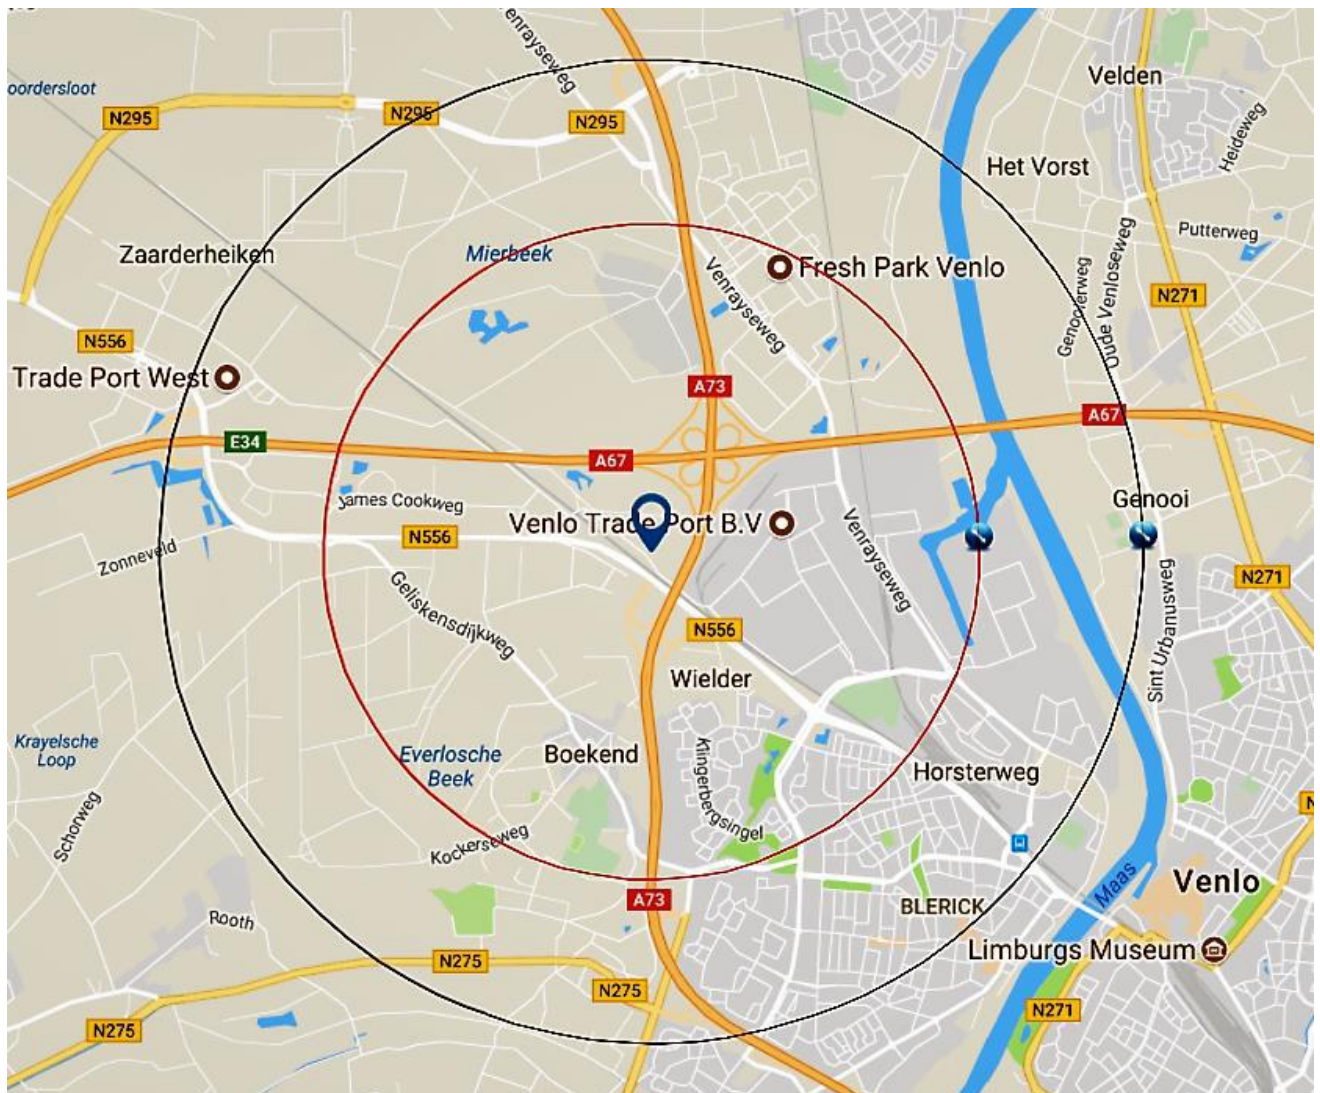 Venrayseweg
Velden
oordersloot
N295
N295
N295
Heideweg
Het Vorst
Zaarderheiken
Mierbeek
Putterweg
Fresh Park Venlo
Venrayseweg
Genooierweg
Oude Venloseweg
N271
N556
Trade Port West
A73
A67
E34
A67
James Cookweg
Genooi
Venlo Trade Port B.V
N556
Venrayseweg
Zonneveld
N271
Geliskensdijkweg
N556
Sint Urbanusweg
Wielder
Krayelsche
Loop
Everlosche
Beek
Boekend
Klingerbergsingel
Horsterweg
N
Schorweg
Kockerseweg
Maas
Venlo
A73
BLERICK
Rooth
Limburgs Museum
N275
N275
N271
N275